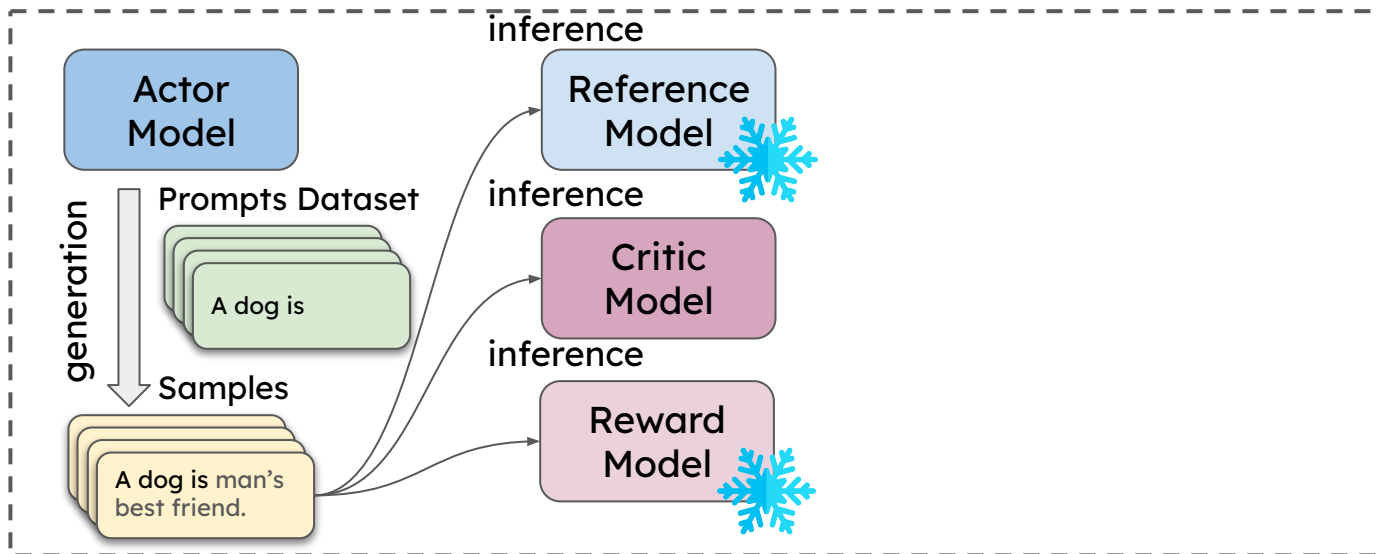 Actor
Model
generation
Prompts Dataset
A dog is
Samples
A dog is man's
best friend.
inference
Reference
Model
inference
Critic
Model
inference
Reward
Model